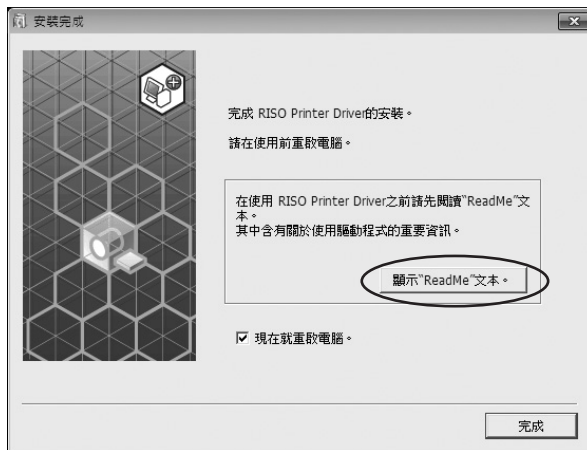 安裝完成
完成 RISO Printer Driver的安裝。
請在使用前重啟電腦。
在使用 RISO Printer Driver之前請先閱讀"ReadMe"文
本。
其中含有關於使用驅動程式的重要資訊。
顯示"ReadMe"文本。
現在就重啟電腦。
完成